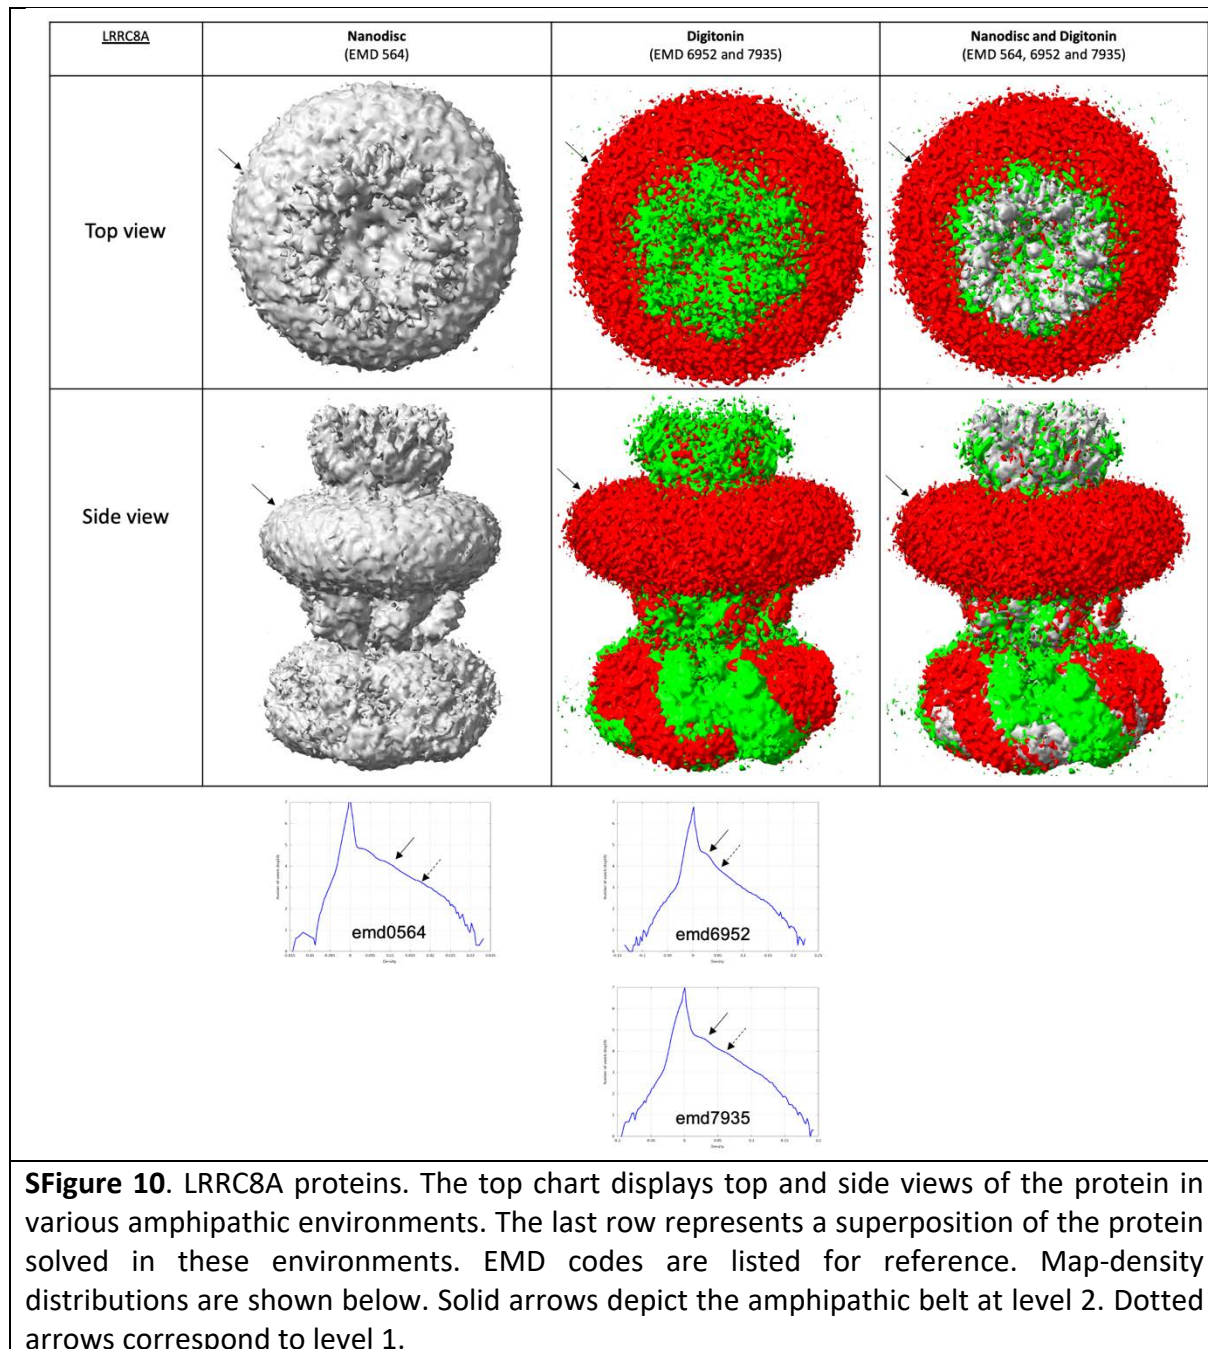 LRRC8A
Nanodisc
(EMD 564)
Digitonin
(EMD 6952 and 7935)
Nanodisc and Digitonin
(EMD 564, 6952 and 7935)
Top view
Side view
emd0564
Density
emd6952
Density
emd7935
Density
SFigure 10. LRRC8A proteins. The top chart displays top and side views of the protein in
various amphipathic environments. The last row represents a superposition of the protein
solved in these environments. EMD codes are listed for reference. Map-density
distributions are shown below. Solid arrows depict the amphipathic belt at level 2. Dotted
arrows correspond to level 1.